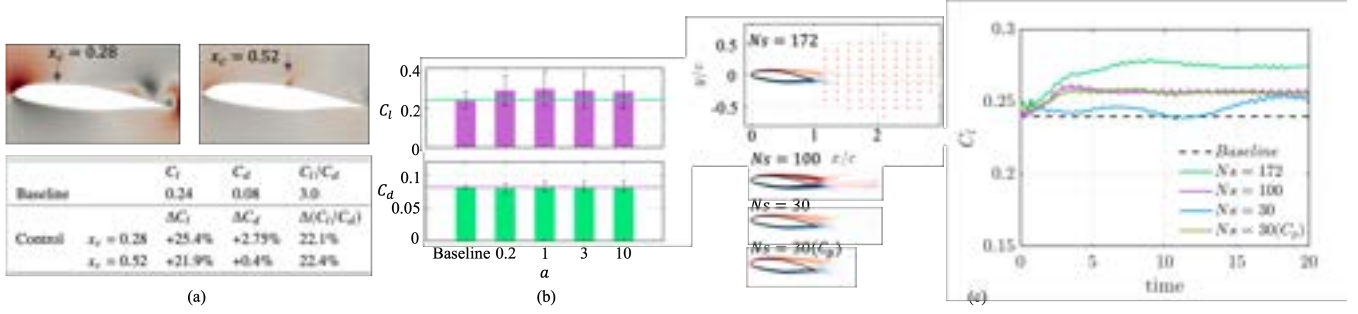 x_c = 0.28
x_c = 0.52
C_l C_d C_l/C_d
Baseline 0.24 0.08 3.0
ΔC_l ΔC_d Δ(C_l/C_d)
Control x_c = 0.28 +25.4% +2.75% 22.1%
x_c = 0.52 +21.9% +0.4% 22.4%
(a)
0.4
C_l 0.2
0
C_d 0.1
0.05
0
Baseline 0.2 1 3 10
a
(b)
Ns = 172
0.5
0
-0.5
0 1 2
Ns = 100 x/c
Ns = 30
Ns = 30(C_p)
0.3
0.25
C_l
0.2
0.15
Baseline
Ns = 172
Ns = 100
Ns = 30
Ns = 30(C_p)
0 5 10 15 20
time
(c)